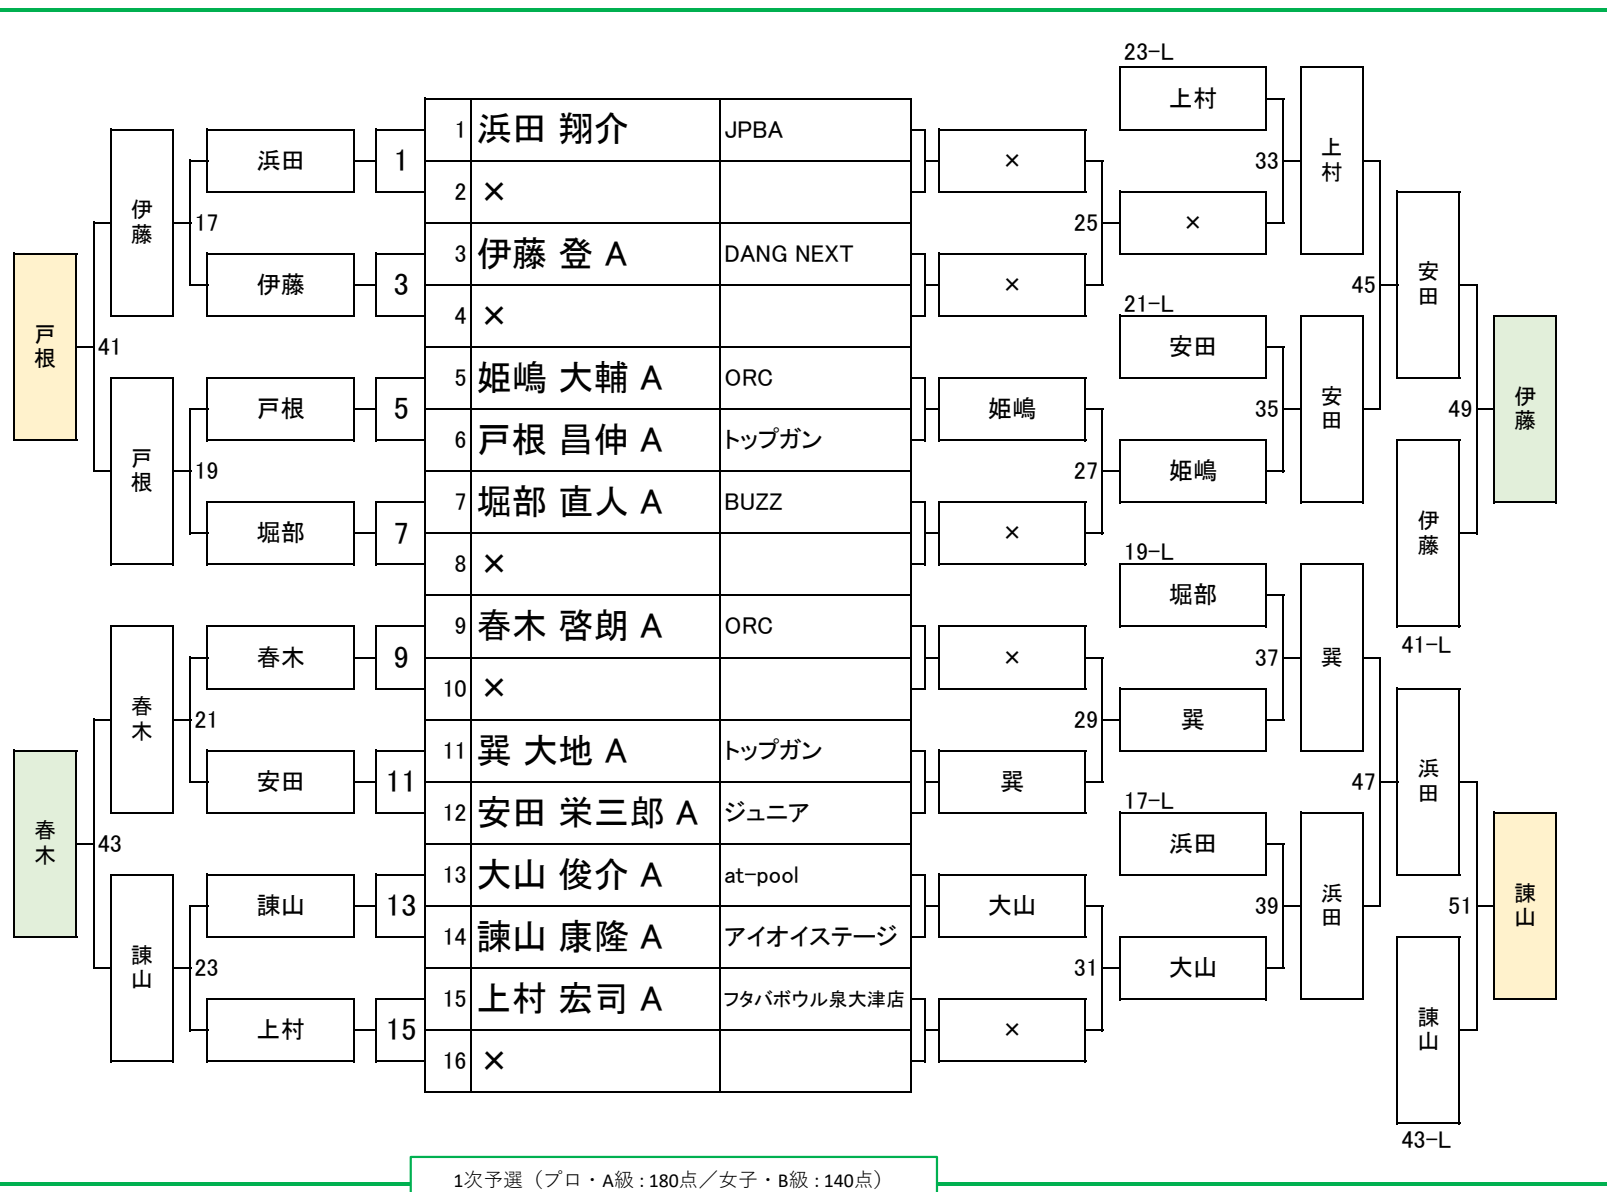 23-L
上村
上村
33
×
安田
21-L
安田
安田
35
姫嶋
45
伊藤
49
伊藤
41-L
19-L
堀部
巽
37
巽
浜田
17-L
浜田
浜田
39
大山
47
諌山
51
諌山
43-L
1 浜田 翔介 JPBA
2 ×
3 伊藤 登 A DANG NEXT
4 ×
5 姫嶋 大輔 A ORC
6 戸根 昌伸 A トップガン
7 堀部 直人 A BUZZ
8 ×
9 春木 啓朗 A ORC
10 ×
11 巽 大地 A トップガン
12 安田 栄三郎 A ジュニア
13 大山 俊介 A at-pool
14 諫山 康隆 A アイオイステージ
15 上村 宏司 A フタバボウル泉大津店
16 ×
浜田 1
伊藤
17
伊藤 3
戸根
41
戸根 5
戸根
19
堀部 7
春木 9
春木
21
安田 11
春木
43
諌山 13
諌山
23
上村 15
×
25
×
姫嶋
27
×
×
29
巽
大山
31
×
1次予選（プロ・A級：180点／女子・B級：140点）